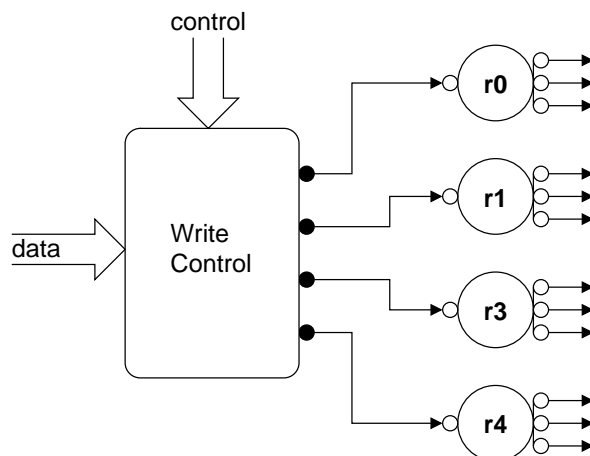 control
r0
r1
data
Write
Control
r3
r4